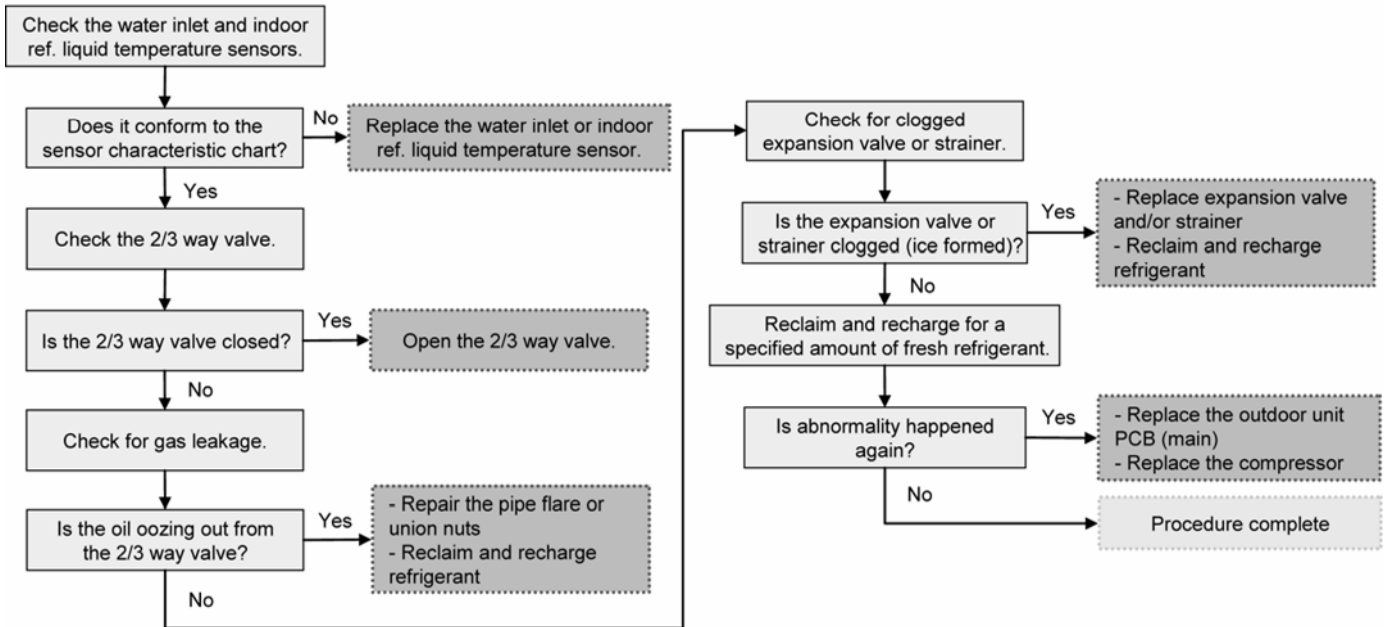 Check the water inlet and indoor
ref. liquid temperature sensors.
Does it conform to the
sensor characteristic chart?
No
Replace the water inlet or indoor
ref. liquid temperature sensor.
Yes
Check the 2/3 way valve.
Is the 2/3 way valve closed?
Yes
Open the 2/3 way valve.
No
Check for gas leakage.
Is the oil oozing out from
the 2/3 way valve?
Yes
- Repair the pipe flare or
union nuts
- Reclaim and recharge
refrigerant
No
Check for clogged
expansion valve or strainer.
Is the expansion valve or
strainer clogged (ice formed)?
Yes
- Replace expansion valve
and/or strainer
- Reclaim and recharge
refrigerant
No
Reclaim and recharge for a
specified amount of fresh refrigerant.
Is abnormality happened
again?
Yes
- Replace the outdoor unit
PCB (main)
- Replace the compressor
No
Procedure complete